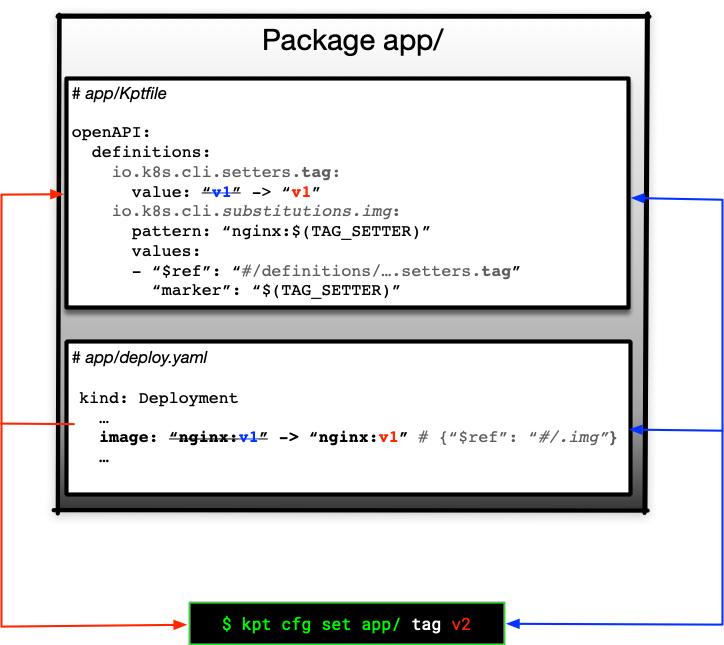 Package app/
# app/Kptfile
openAPI:
definitions:
io.k8s.cli.setters.tag:
value: “v1” -> “v1”
io.k8s.cli.substitutions.img:
pattern: “nginx:$(TAG_SETTER)”
values:
- “$ref”: “#/definitions/….setters.tag”
“marker”: “$(TAG_SETTER)”
# app/deploy.yaml
kind: Deployment
…
image: “nginx:v1” -> “nginx:v1” # {“$ref”: “#/.img”}
…
$ kpt cfg set app/ tag v2